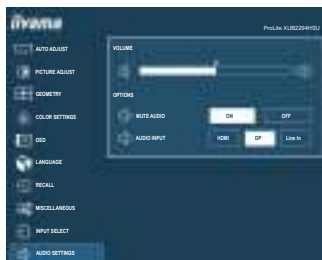 iiyama
ProLite XUB2294HSU
AUTO ADJUST
PICTURE ADJUST
GEOMETRY
COLOR SETTINGS
OSD
LANGUAGE
RECALL
MISCELLANEOUS
INPUT SELECT
AUDIO SETTINGS
VOLUME
OPTIONS
MUTE AUDIO
ON
OFF
AUDIO INPUT
HDMI
DP
Line In